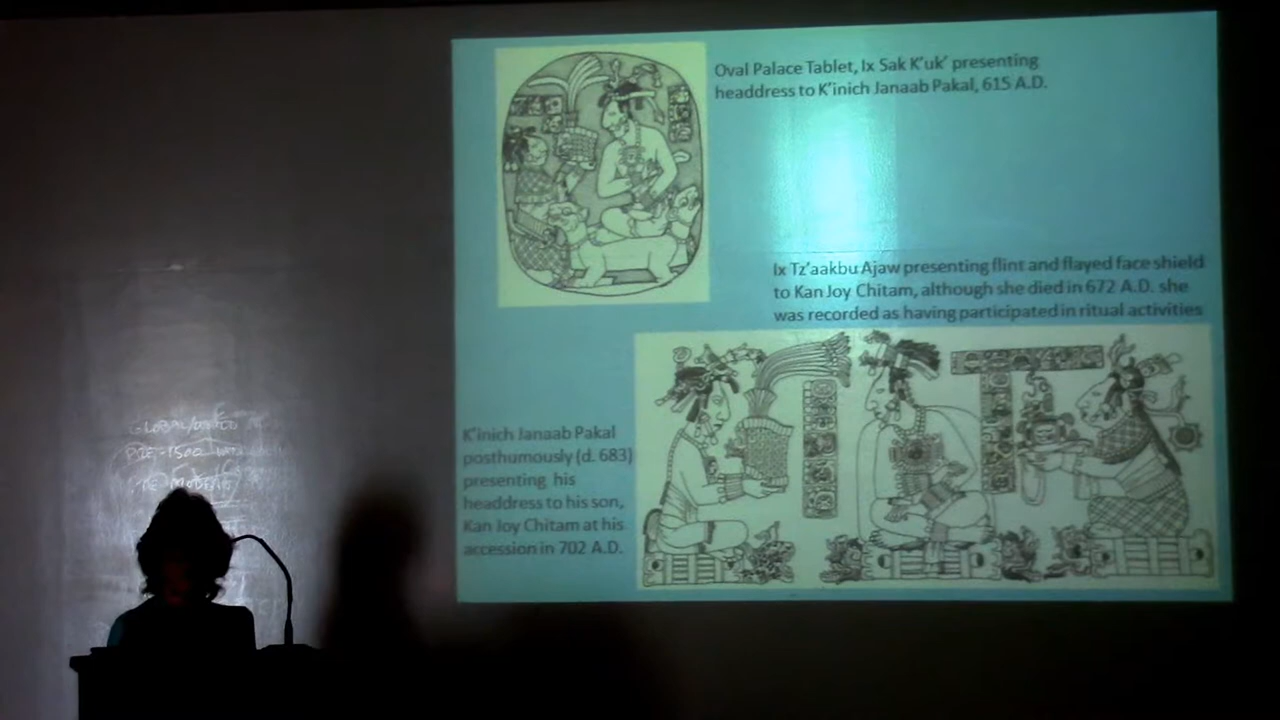 Oval Palace Tablet, Ix Sak K'uk' presenting
headdress to K'inich Janaab Pakal, 615 A.D.
Ix Tz'aakbu Ajaw presenting flint and flayed face shield
to Kan Joy Chitam, although she died in 672 A.D. she
was recorded as having participated in ritual activities
K'inich Janaab Pakal
posthumously (d. 683)
presenting his
headdress to his son,
Kan Joy Chitam at his
accession in 702 A.D.
PRE-1500